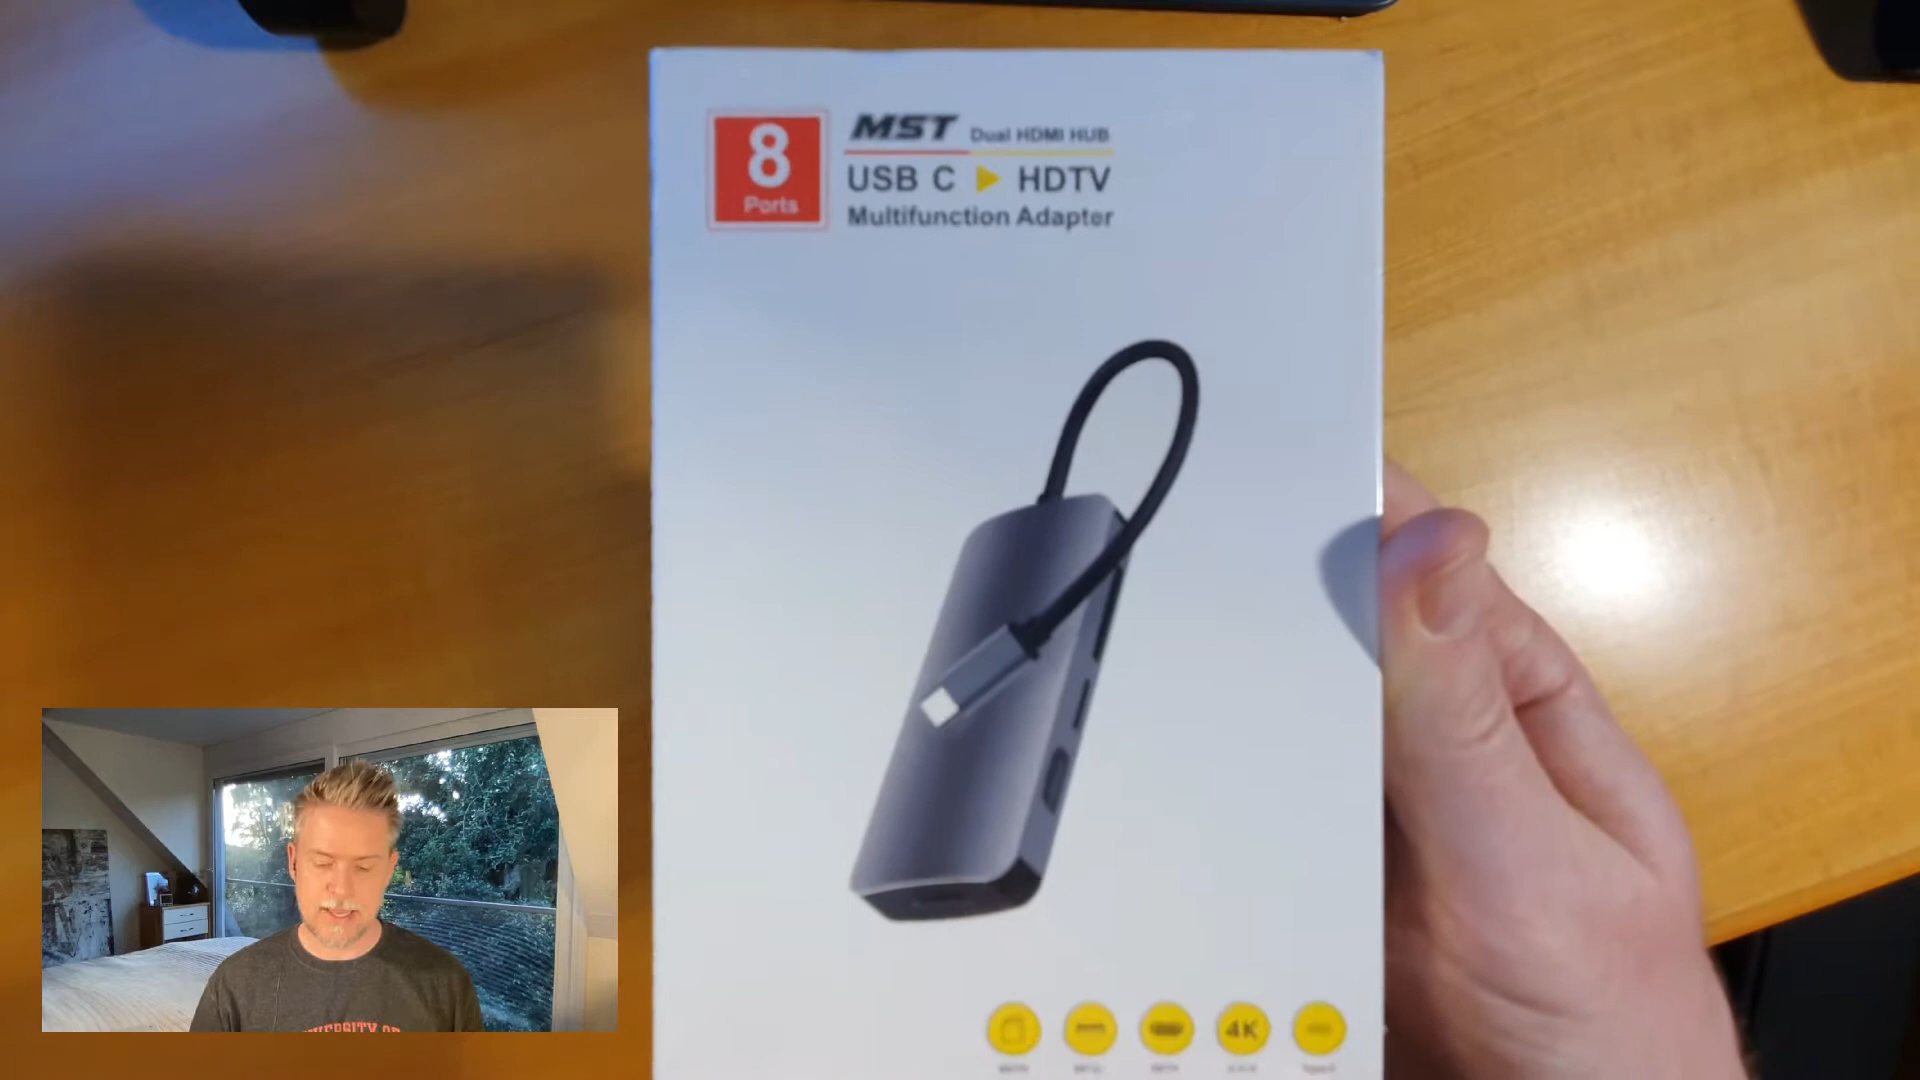 8
Ports
MST Dual HDMI HUB
USB C HDTV
Multifunction Adapter
4K